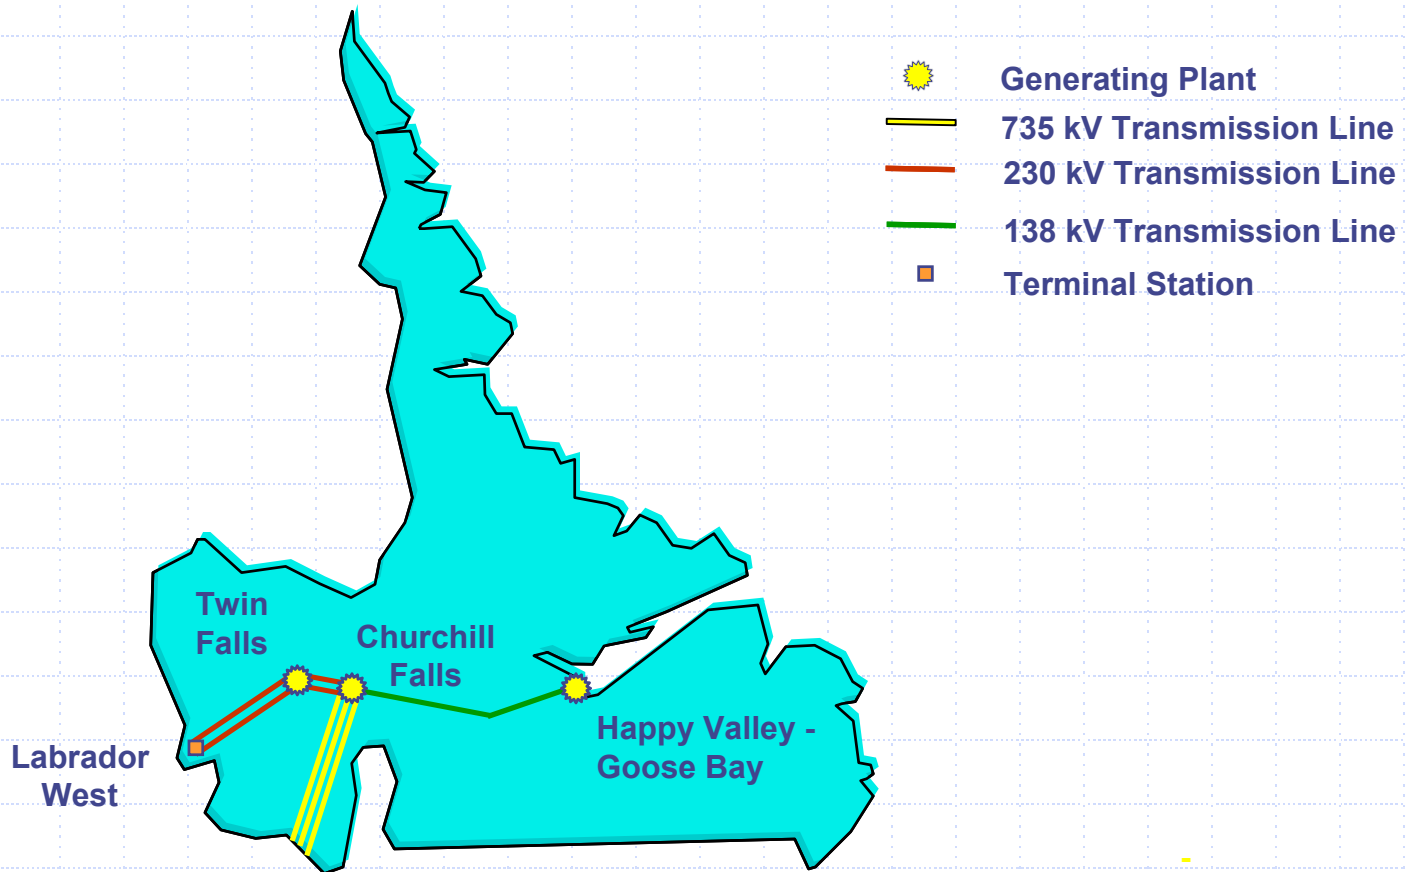 Generating Plant
735 kV Transmission Line
230 kV Transmission Line
138 kV Transmission Line
Terminal Station
Twin
Falls
Churchill
Falls
Happy Valley -
Goose Bay
Labrador
West